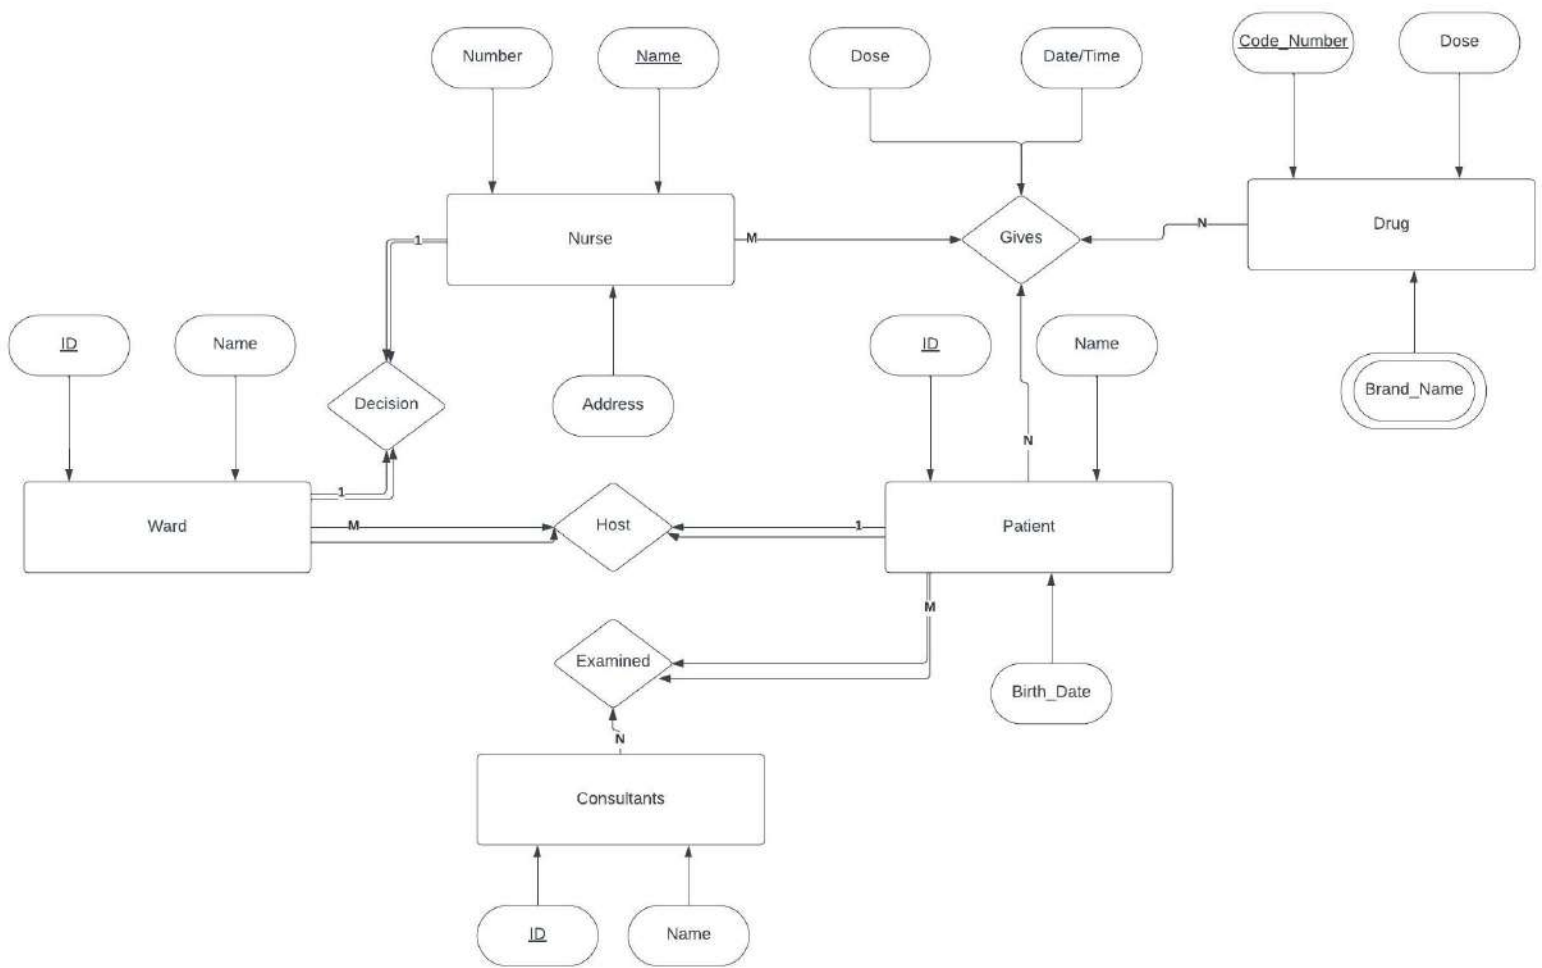 Number
Name
Dose
Date/Time
Code_Number
Dose
Nurse
Gives
Drug
1
M
N
ID
Name
Decision
Address
ID
Name
Brand_Name
N
1
Ward
M
Host
1
Patient
M
Examined
Birth_Date
N
Consultants
ID
Name